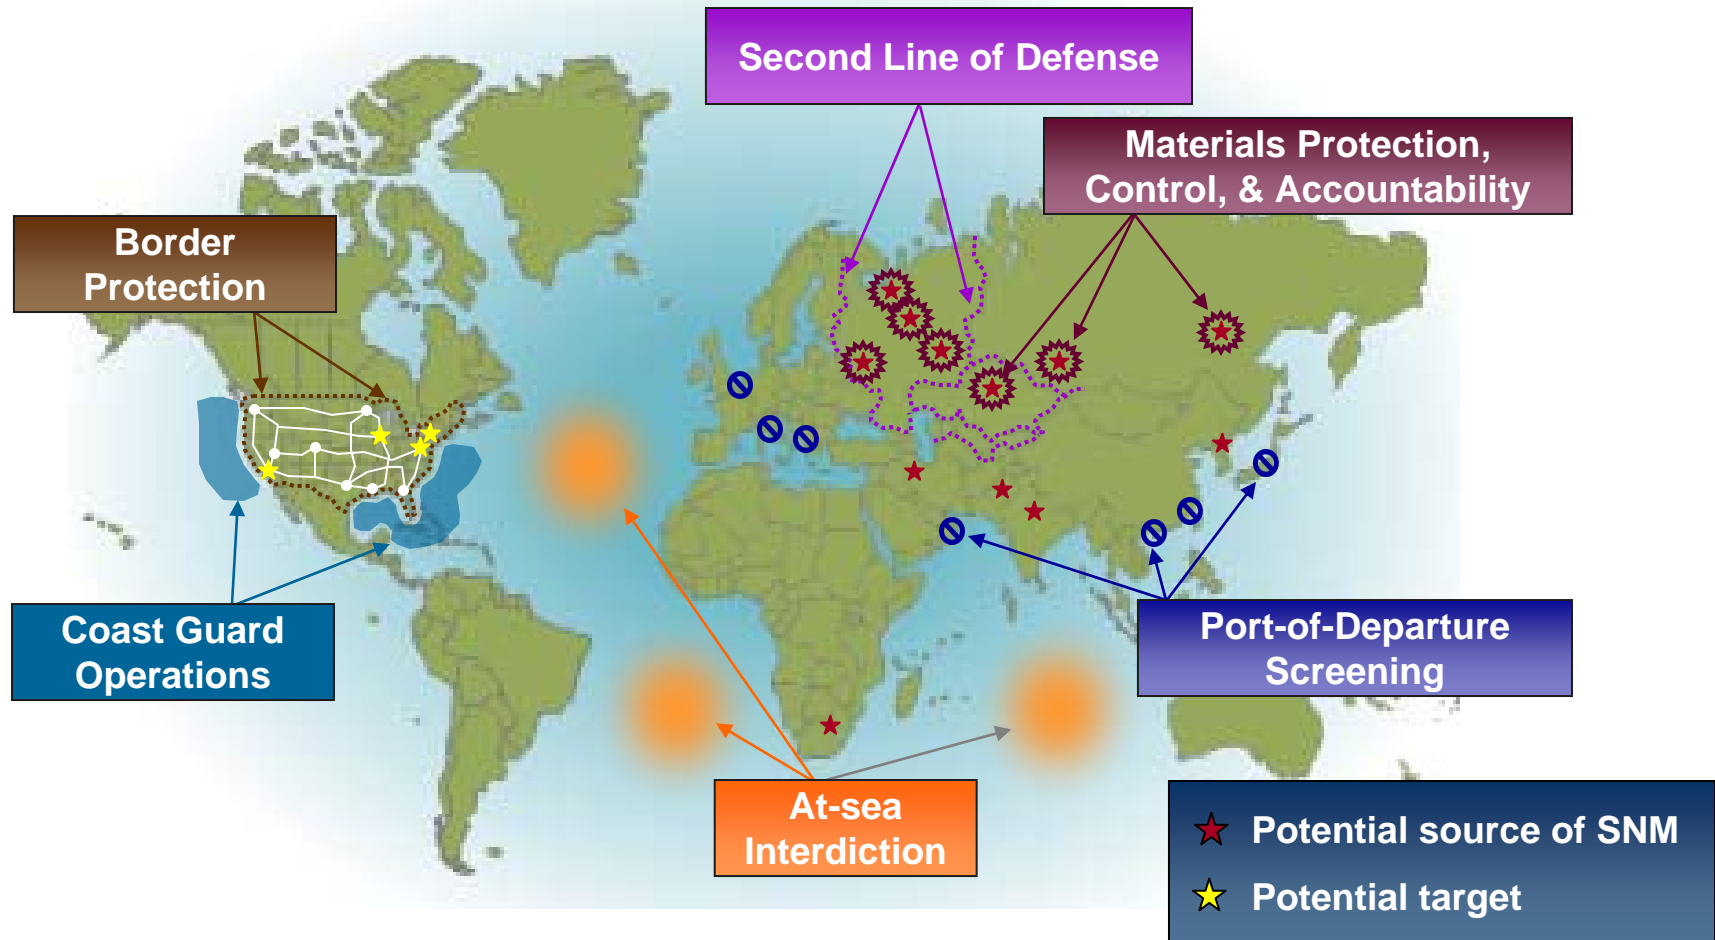 Second Line of Defense
Materials Protection,
Control, & Accountability
Border
Protection
Coast Guard
Operations
Port-of-Departure
Screening
At-sea
Interdiction
Potential source of SNM
Potential target